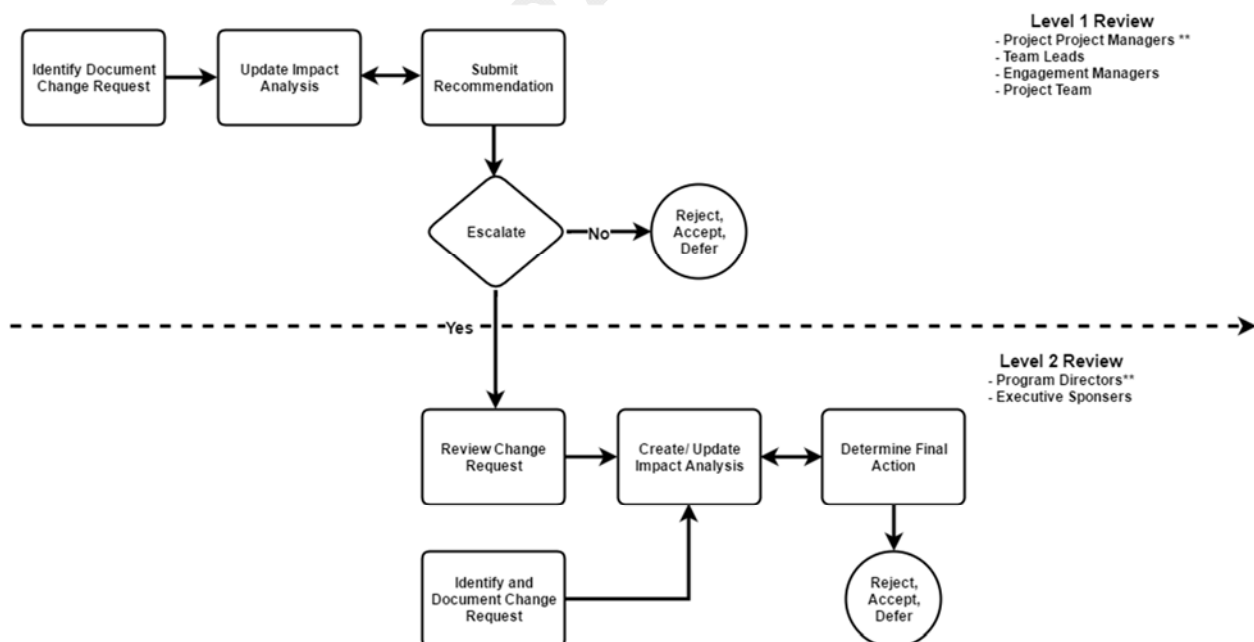 Level 1 Review
- Project Project Managers **
- Team Leads
- Engagement Managers
- Project Team
Identify Document
Change Request
Update Impact
Analysis
Submit
Recommendation
Escalate
No
Reject,
Accept,
Defer
Yes
Level 2 Review
- Program Directors**
- Executive Sponsers
Review Change
Request
Create/ Update
Impact Analysis
Determine Final
Action
Identify and
Document Change
Request
Reject,
Accept,
Defer